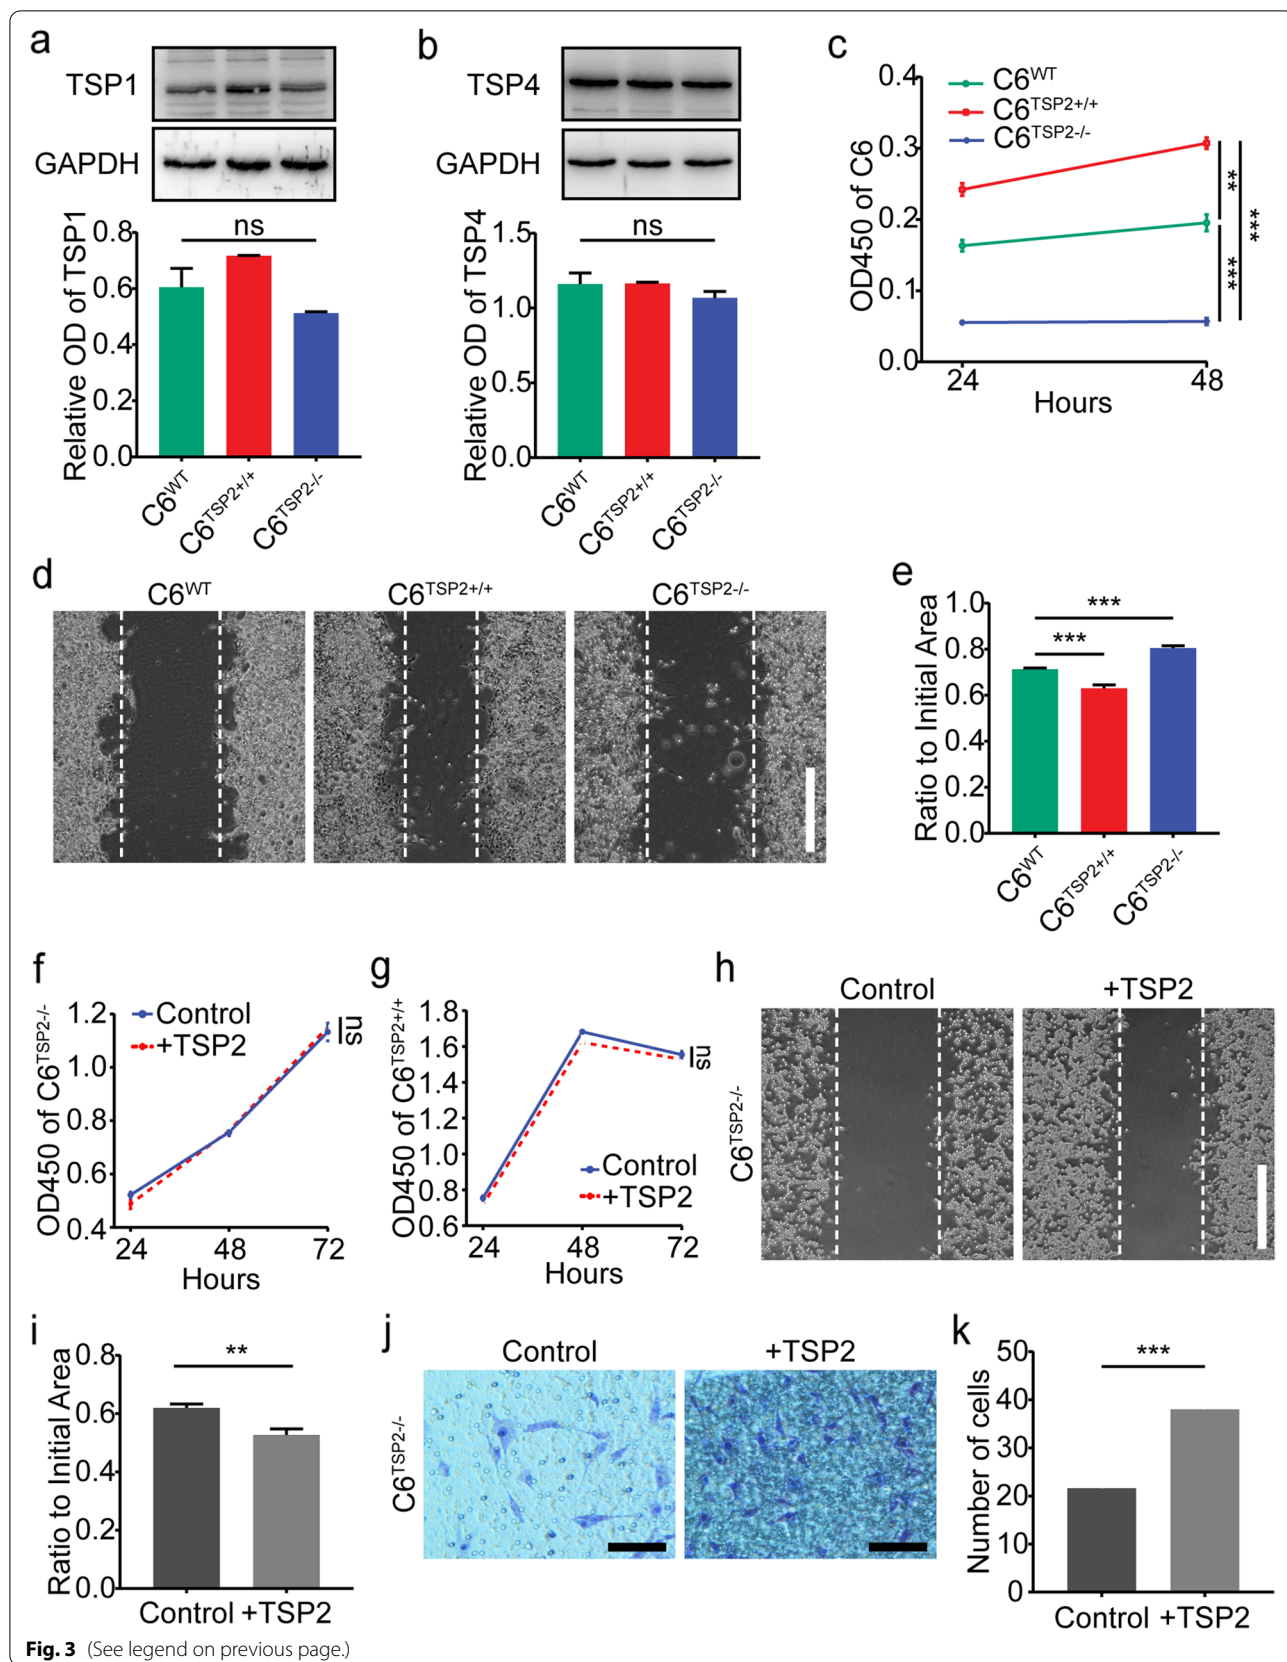 a
TSP1
GAPDH
ns
Relative OD of TSP1
0.8
0.6
0.4
0.2
0.0
C6WT
C6TSP2+/+
C6TSP2-/-
b
TSP4
GAPDH
ns
Relative OD of TSP4
1.5
1.0
0.5
0.0
C6WT
C6TSP2+/+
C6TSP2-/-
c
C6WT
C6TSP2+/+
C6TSP2-/-
OD450 of C6
0.4
0.3
0.2
0.1
0.0
24
48
Hours
**
***
***
d
C6WT
C6TSP2+/+
C6TSP2-/-
e
Ratio to Initial Area
1.0
0.8
0.6
0.4
0.2
0.0
***
***
C6WT
C6TSP2+/+
C6TSP2-/-
f
OD450 of C6TSP2-/-
1.2
1.0
0.8
0.6
0.4
Control
+TSP2
ns
24
48
72
Hours
g
OD450 of C6TSP2+/+
1.8
1.6
1.4
1.2
1.0
0.8
0.6
ns
Control
+TSP2
24
48
72
Hours
h
Control
+TSP2
C6TSP2-/-
i
Ratio to Initial Area
0.8
0.6
0.4
0.2
0.0
**
Control +TSP2
j
Control
+TSP2
C6TSP2-/-
k
Number of cells
50
40
30
20
10
0
***
Control +TSP2
Fig. 3 (See legend on previous page.)